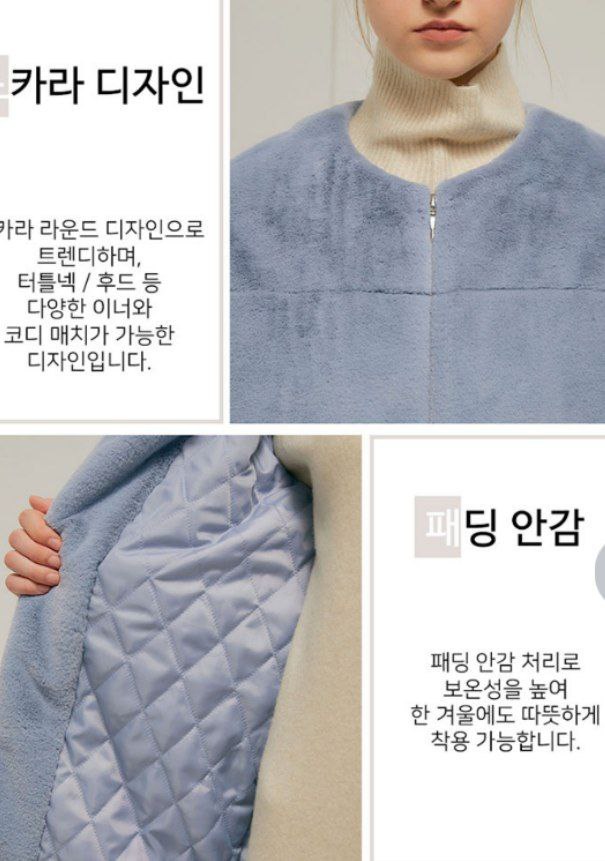 카라 디자인
카라 라운드 디자인으로
트렌디하며,
터틀넥 / 후드 등
다양한 이너와
코디 매치가 가능한
디자인입니다.
패딩 안감
패딩 안감 처리로
보온성을 높여
한 겨울에도 따뜻하게
착용 가능합니다.